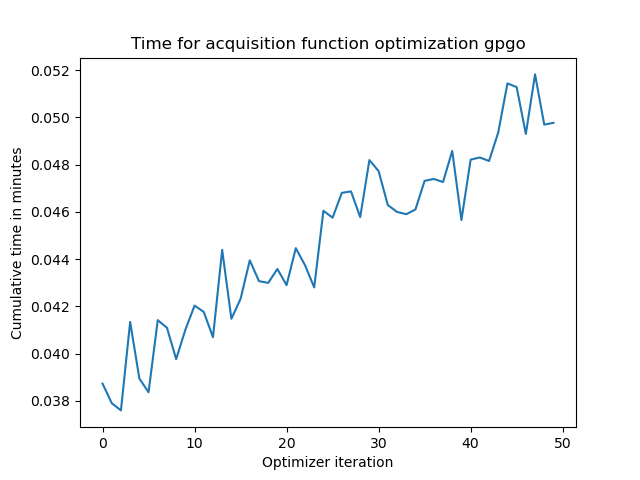 Time for acquisition function optimization gpgo
0.052
0.050
0.048
0.046
0.044
0.042
0.040
0.038
Cumulative time in minutes
0 10 20 30 40 50
Optimizer iteration